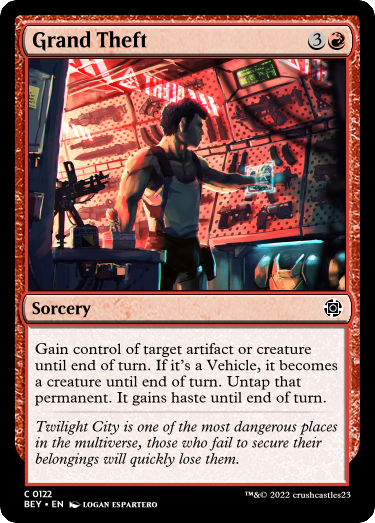 Grand Theft 3
Sorcery
Gain control of target artifact or creature
until end of turn. If it's a Vehicle, it becomes
a creature until end of turn. Untap that
permanent. It gains haste until end of turn.
Twilight City is one of the most dangerous places
in the multiverse, those who fail to secure their
belongings will quickly lose them.
C 0122
BEY • EN LOGAN ESPARTERO
™&© 2022 crushcastles23